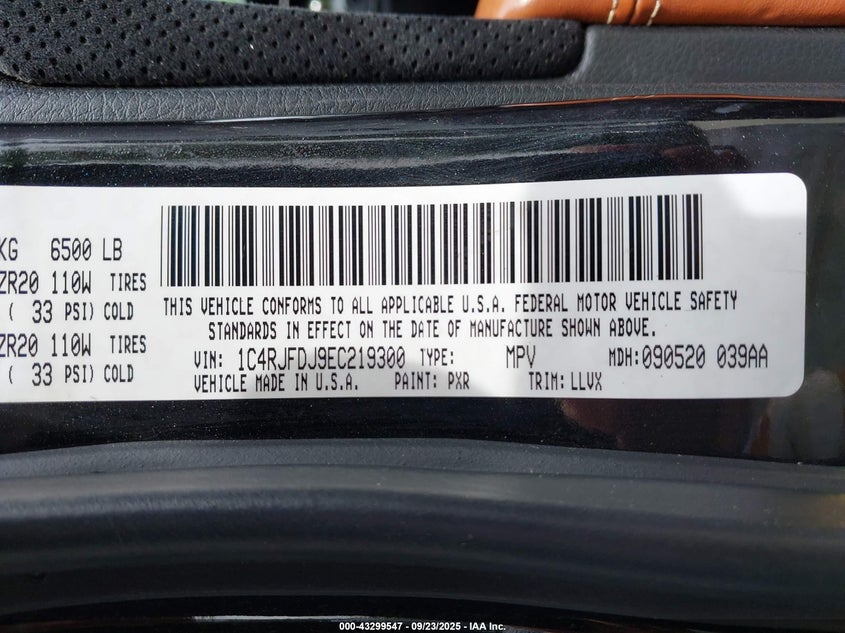 KG 6500 LB
ZR20 110W TIRES
( 33 PSI) COLD
ZR20 110W TIRES
( 33 PSI) COLD
THIS VEHICLE CONFORMS TO ALL APPLICABLE U.S.A. FEDERAL MOTOR VEHICLE SAFETY
STANDARDS IN EFFECT ON THE DATE OF MANUFACTURE SHOWN ABOVE.
VIN: 1C4RJFDJ9EC219300 TYPE: MPV MDH:090520 039AA
VEHICLE MADE IN U.S.A. PAINT: PXR TRIM:LLVX
000-43299547 - 09/23/2025 - IAA Inc.